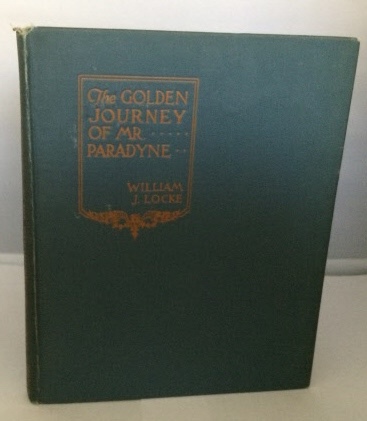 The GOLDEN
JOURNEY
OF MR. ·····
PARADYNE ··
WILLIAM
J. LOCKE